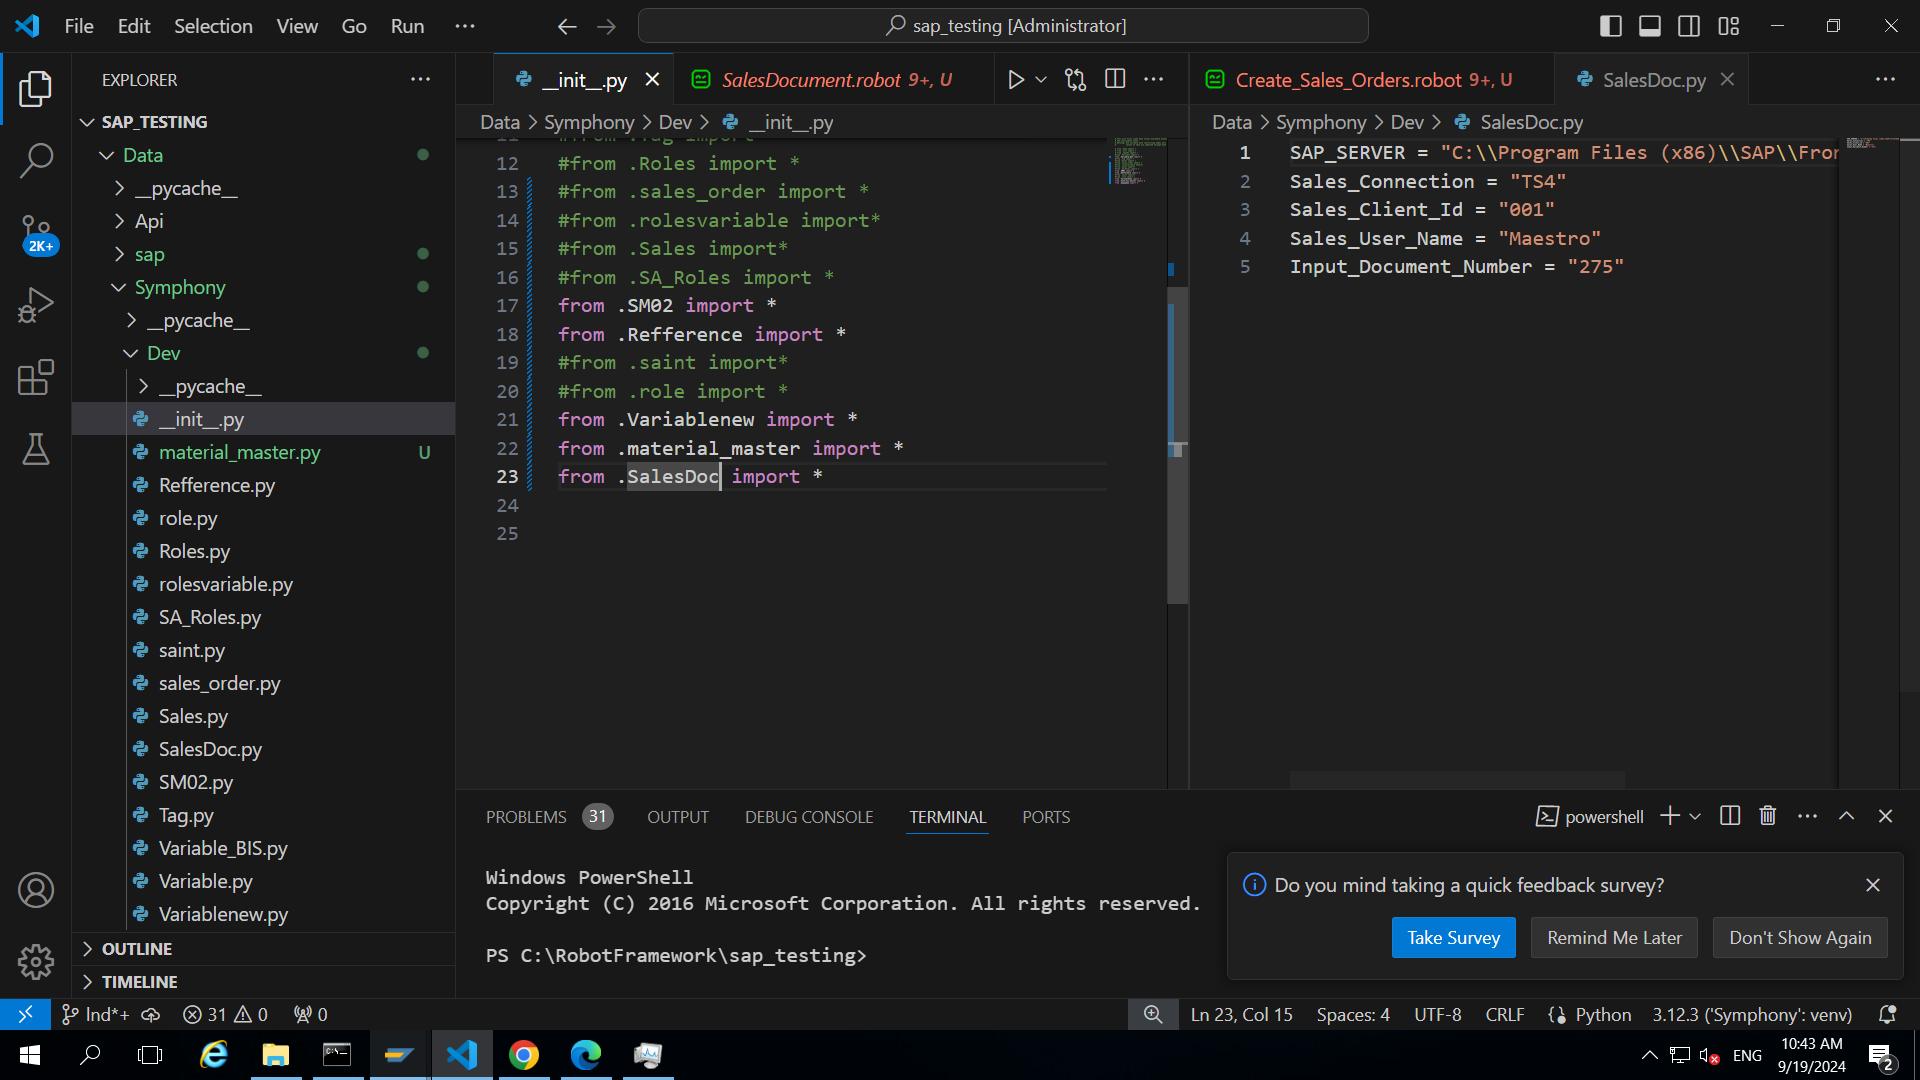 File Edit Selection View Go Run ··· sap_testing [Administrator]
EXPLORER
SAP_TESTING
Data
__pycache__
Api
sap
Symphony
__pycache__
Dev
__pycache__
__init__.py
material_master.py U
Refference.py
role.py
Roles.py
rolesvariable.py
SA_Roles.py
saint.py
sales_order.py
Sales.py
SalesDoc.py
SM02.py
Tag.py
Variable_BIS.py
Variable.py
Variablenew.py
OUTLINE
TIMELINE
2K+
__init__.py SalesDocument.robot 9+, U
Data > Symphony > Dev > __init__.py
11 #from .Tag import *
12 #from .Roles import *
13 #from .sales_order import *
14 #from .rolesvariable import*
15 #from .Sales import*
16 #from .SA_Roles import *
17 from .SM02 import *
18 from .Refference import *
19 #from .saint import*
20 #from .role import *
21 from .Variablenew import *
22 from .material_master import *
23 from .SalesDoc import *
24
25
Create_Sales_Orders.robot 9+, U SalesDoc.py
Data > Symphony > Dev > SalesDoc.py
1 SAP_SERVER = "C:\\Program Files (x86)\\SAP\\Fron
2 Sales_Connection = "TS4"
3 Sales_Client_Id = "001"
4 Sales_User_Name = "Maestro"
5 Input_Document_Number = "275"
PROBLEMS 31 OUTPUT DEBUG CONSOLE TERMINAL PORTS powershell
Windows PowerShell
Copyright (C) 2016 Microsoft Corporation. All rights reserved.
PS C:\RobotFramework\sap_testing>
Do you mind taking a quick feedback survey?
Take Survey Remind Me Later Don't Show Again
Ind*+ 31 0 0 Ln 23, Col 15 Spaces: 4 UTF-8 CRLF Python 3.12.3 ('Symphony': venv)
ENG 10:43 AM
9/19/2024 2